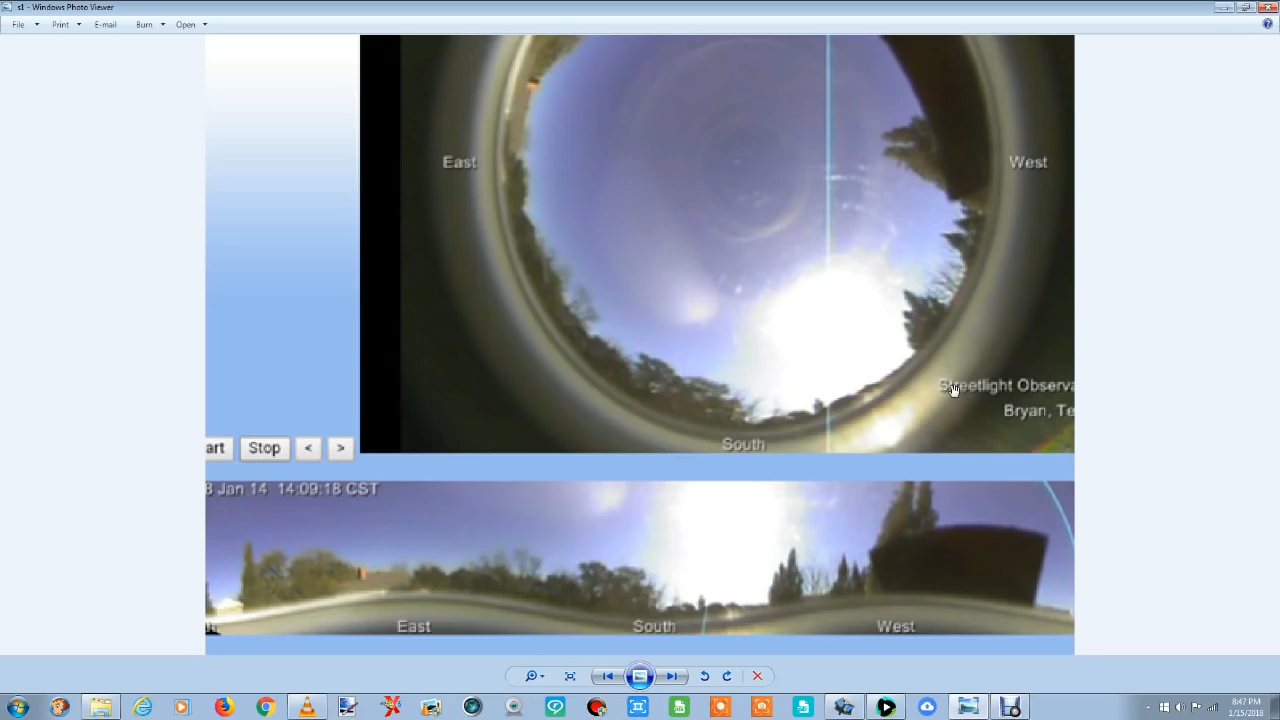 s1 - Windows Photo Viewer
File Print E-mail Burn Open
East
West
Streetlight Observa
Bryan, Te
South
art Stop < >
8 Jan 14 14:09:18 CST
East South West
8:47 PM
1/15/2018